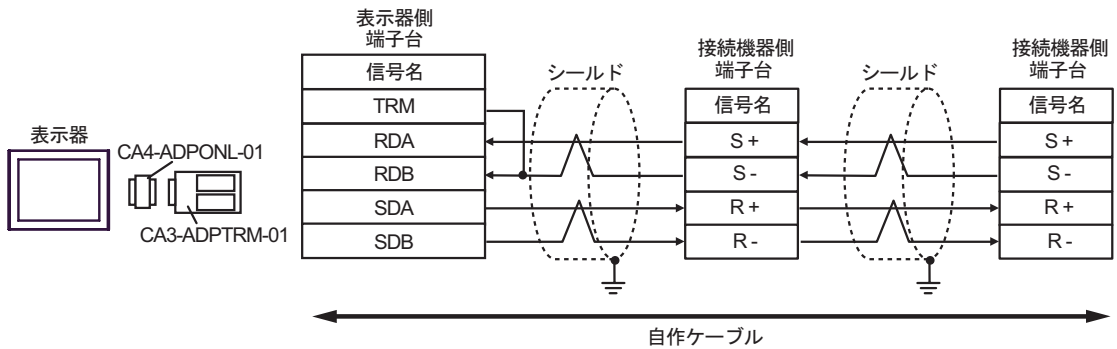 表示器
CA4-ADPONL-01
CA3-ADPTRM-01
表示器側
端子台
信号名
TRM
RDA
RDB
SDA
SDB
シールド
接続機器側
端子台
信号名
S+
S-
R+
R-
シールド
接続機器側
端子台
信号名
S+
S-
R+
R-
自作ケーブル